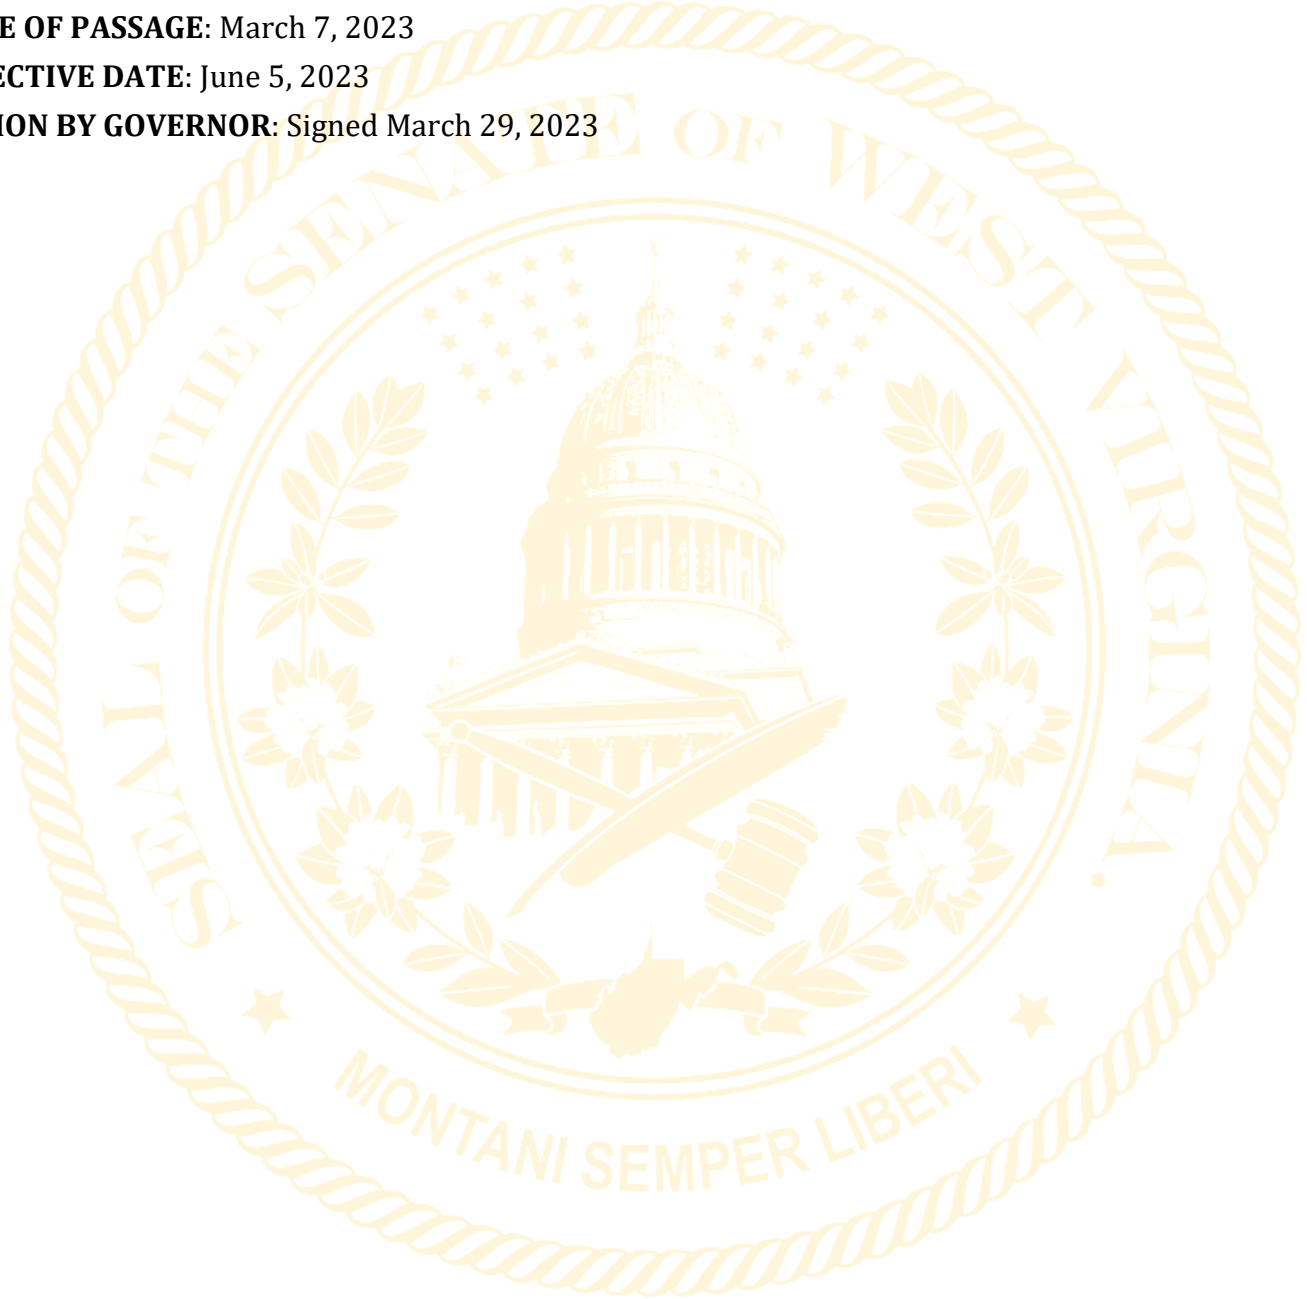 E OF PASSAGE: March 7, 2023
ECTIVE DATE: June 5, 2023
ION BY GOVERNOR: Signed March 29, 2023
SEAL OF THE SENATE OF WEST VIRGINIA •
MONTANI SEMPER LIBERI